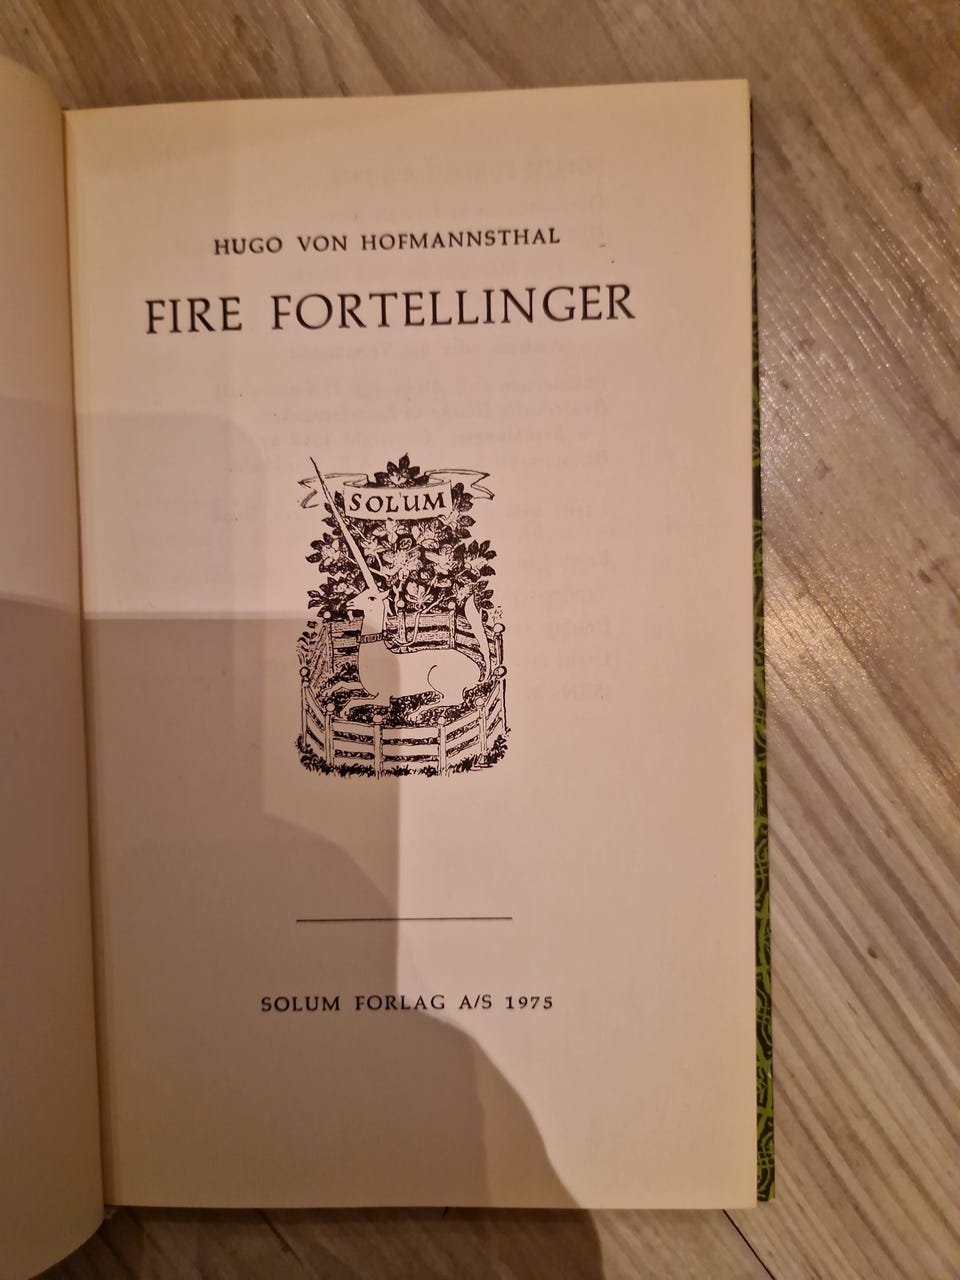 HUGO VON HOFMANNSTHAL
FIRE FORTELLINGER
SOLUM
SOLUM FORLAG A/S 1975